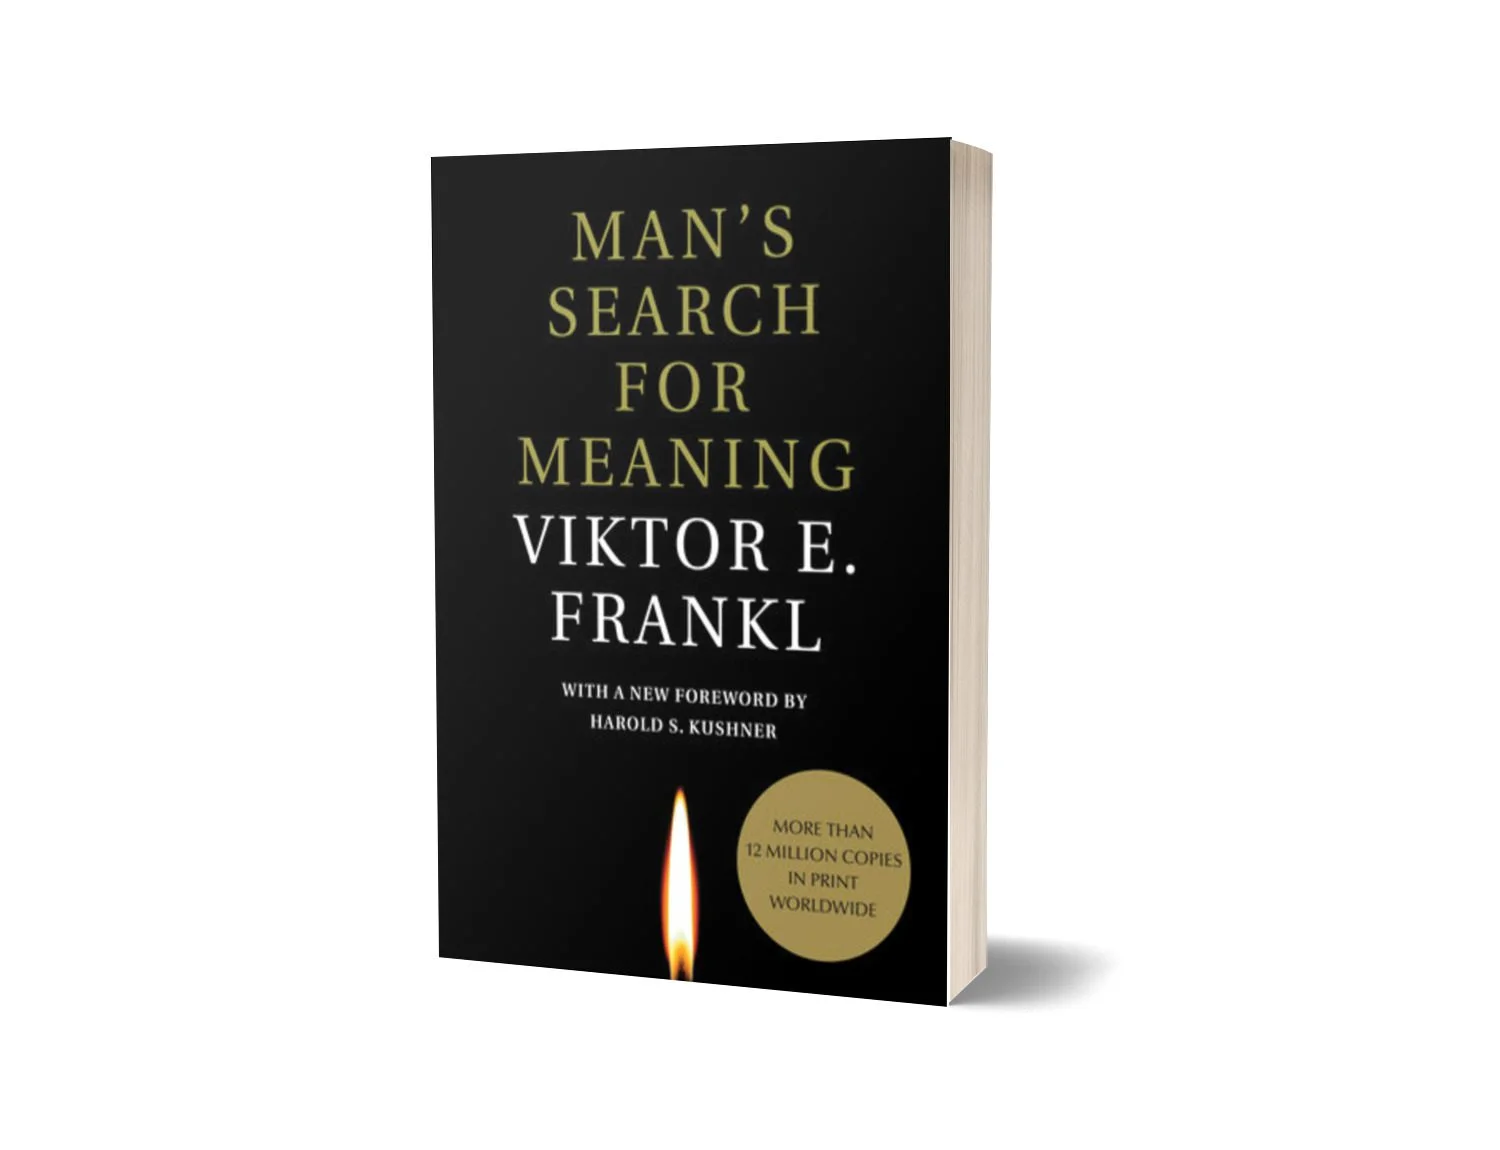 MAN’S
SEARCH
FOR
MEANING
VIKTOR E.
FRANKL
WITH A NEW FOREWORD BY
HAROLD S. KUSHNER
MORE THAN
12 MILLION COPIES
IN PRINT
WORLDWIDE